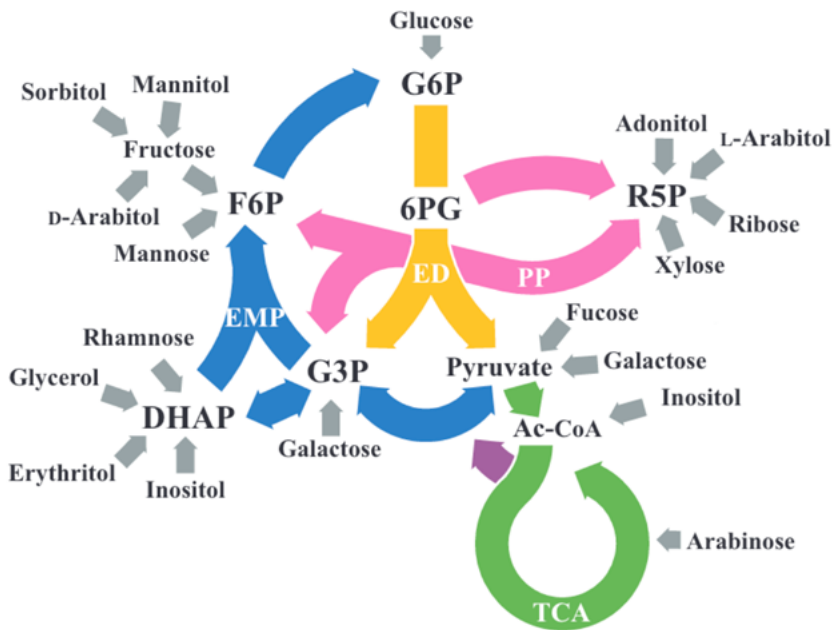 Glucose
G6P
Sorbitol
Mannitol
Fructose
D-Arabitol
F6P
Mannose
6PG
Adonitol
L-Arabitol
R5P
Ribose
Xylose
ED
PP
EMP
Rhamnose
Glycerol
DHAP
Erythritol
Inositol
G3P
Galactose
Pyruvate
Fucose
Galactose
Inositol
Ac-CoA
Arabinose
TCA